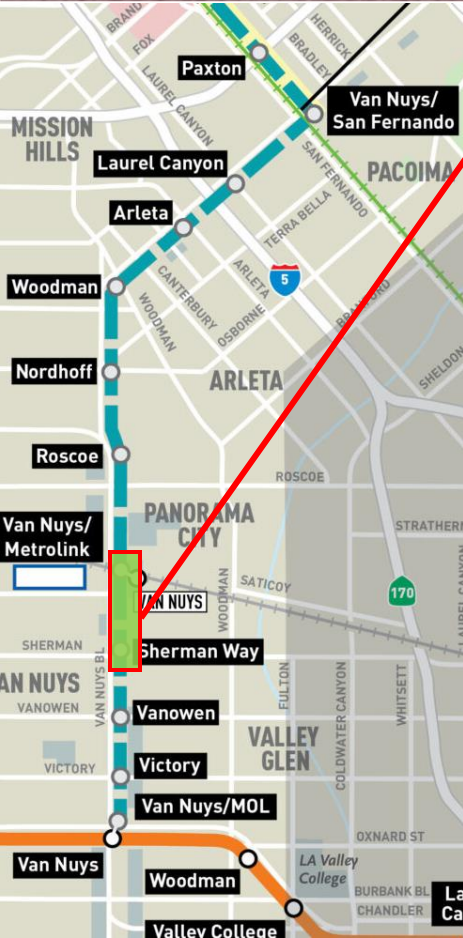 BRAND
FOX
HERRICK
BRADLEY
Paxton
LAUREL CANYON
Van Nuys/
San Fernando
MISSION
HILLS
SAN FERNANDO
Laurel Canyon
PACOIMA
Arleta
TERRA BELLA
ARLETA
5
Woodman
CANTERBURY
WOODMAN
OSBORNE
BRANFORD
SHELDON
Nordhoff
ARLETA
Roscoe
ROSCOE
PANORAMA
CITY
Van Nuys/
Metrolink
STRATHERN
VAN NUYS
WOODMAN
SATICOY
170
LAUREL CANYON
SHERMAN
Sherman Way
VAN NUYS BL
AN NUYS
VANOWEN
Vanowen
FULTON
COLDWATER CANYON
WHITSETT
VALLEY
GLEN
VICTORY
Victory
Van Nuys/MOL
OXNARD ST
Van Nuys
Woodman
LA Valley
College
BURBANK BL
CHANDLER
La
Ca
Valley College